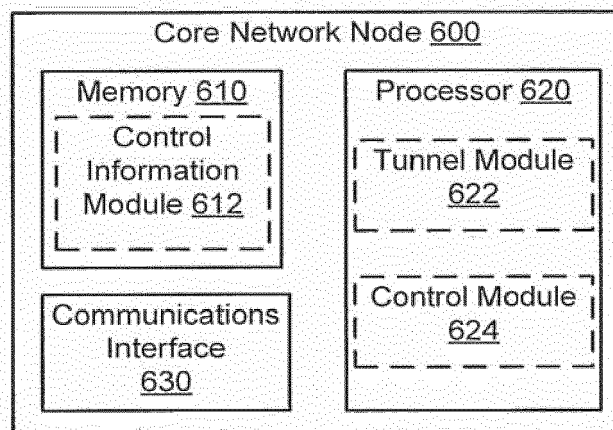 Core Network Node 600
Memory 610
Control
Information
Module 612
Communications
Interface
630
Processor 620
Tunnel Module
622
Control Module
624